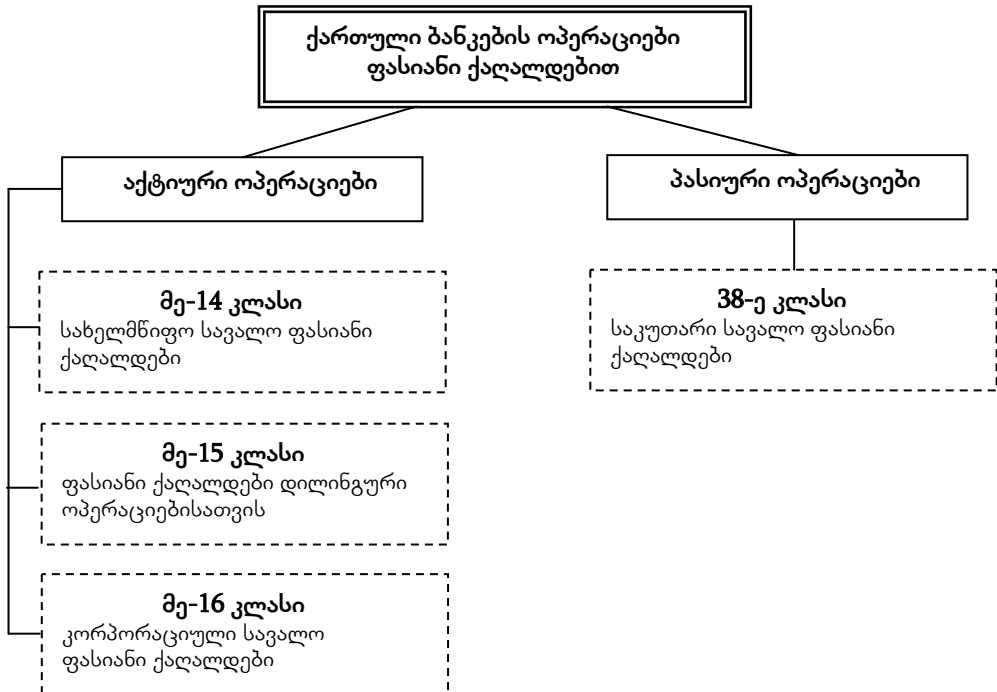 ქართული ბანკების ოპერაციები
ფასიანი ქაღალდებით
აქტიური ოპერაციები
პასიური ოპერაციები
მე-14 კლასი
სახელმწიფო სავალო ფასიანი
ქაღალდები
38-ე კლასი
საკუთარი სავალო ფასიანი
ქაღალდები
მე-15 კლასი
ფასიანი ქაღალდები დილინგური
ოპერაციებისათვის
მე-16 კლასი
კორპორაციული სავალო
ფასიანი ქაღალდები